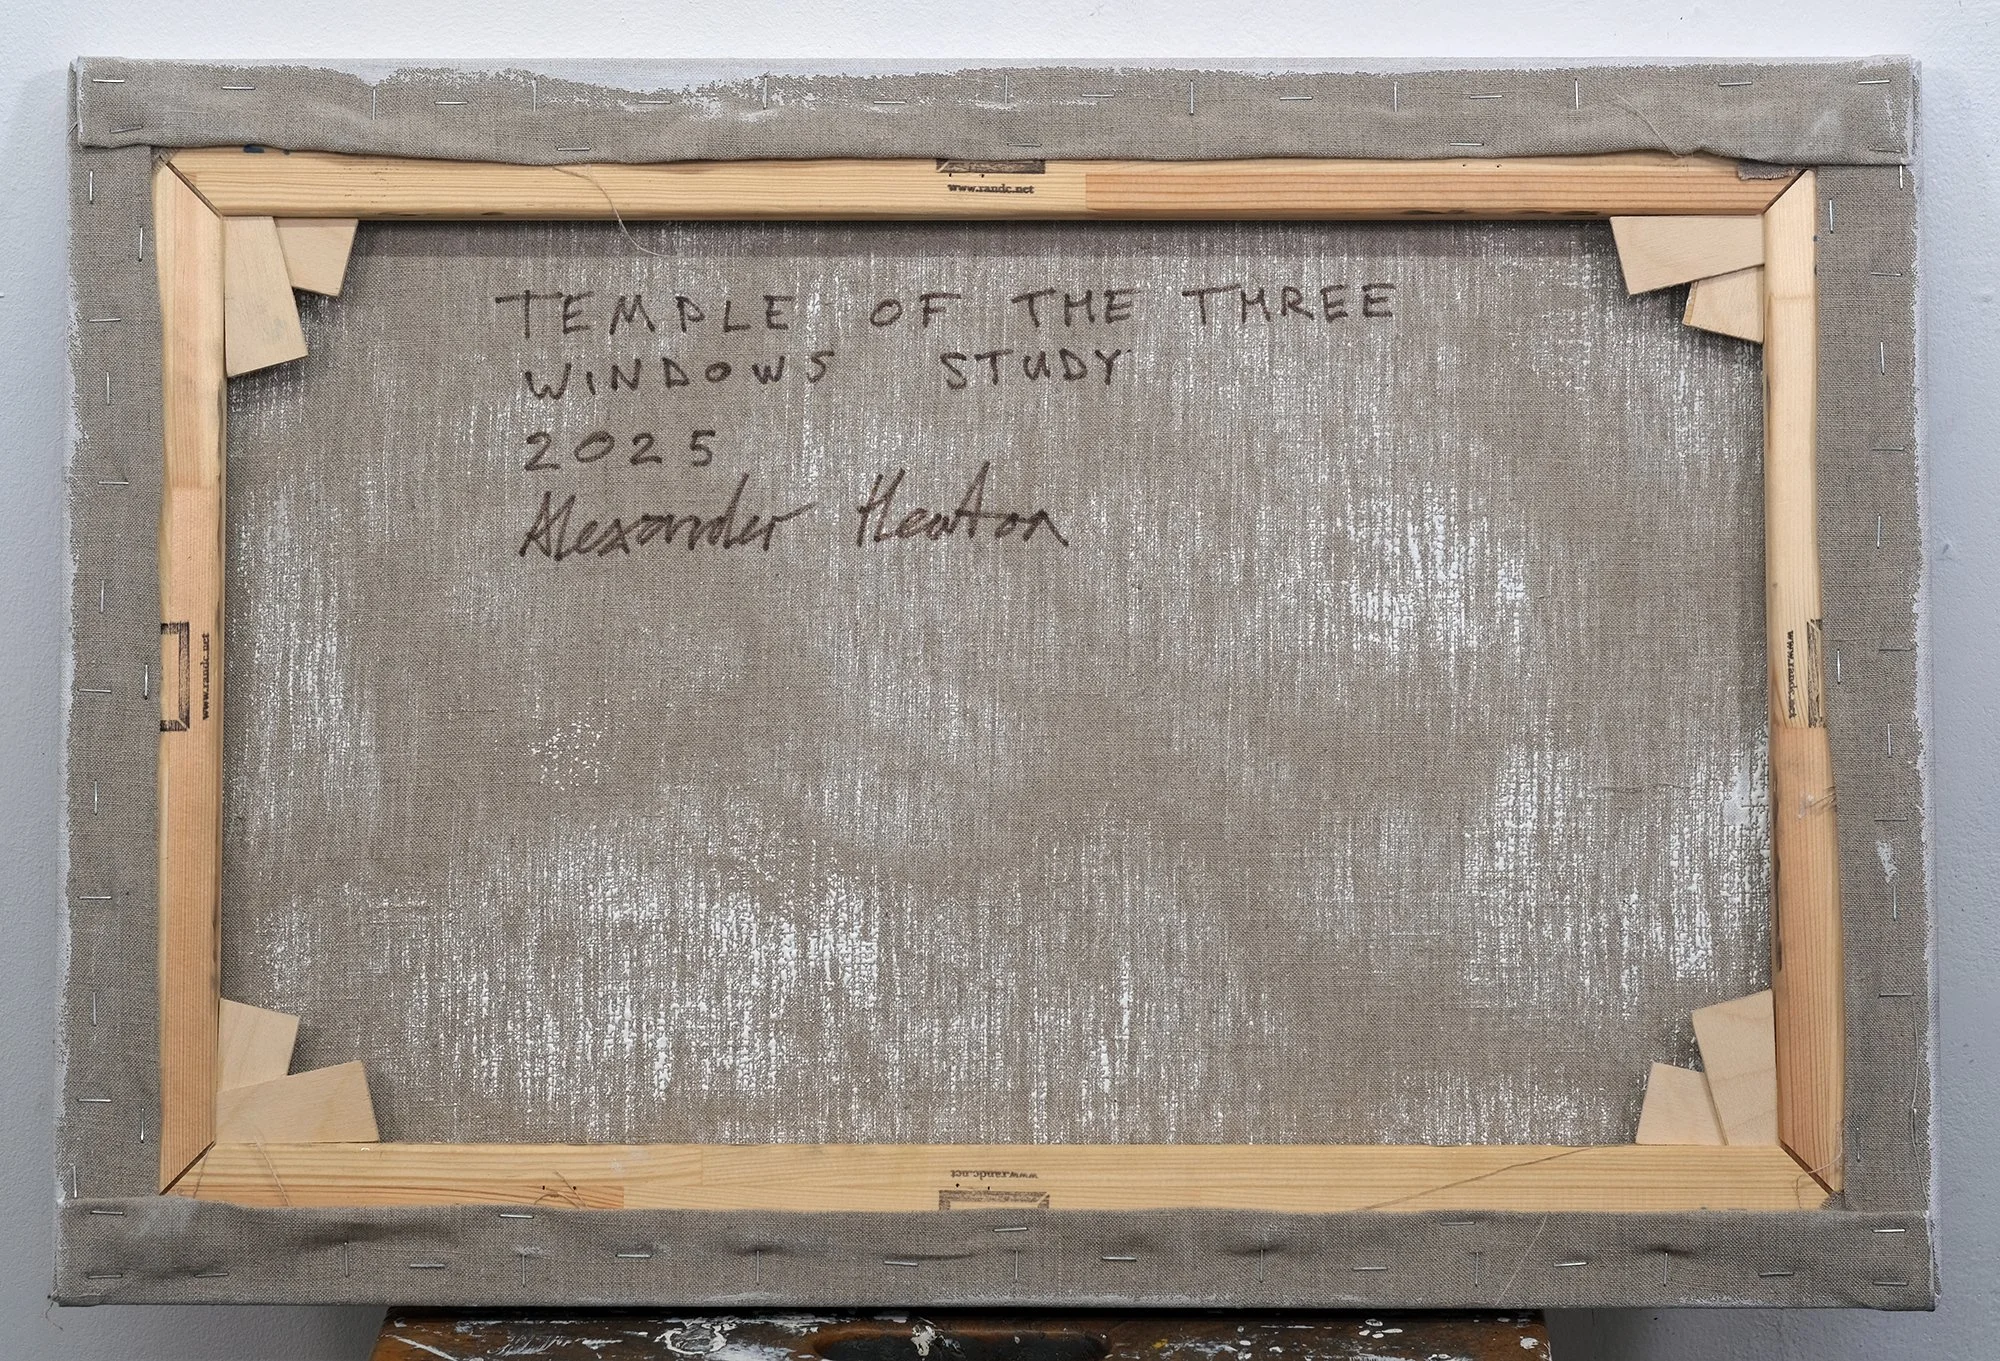 www.randc.net
TEMPLE OF THE THREE
WINDOWS STUDY
2025
Alexander Newton
www.randc.net
www.randc.net
www.randc.net